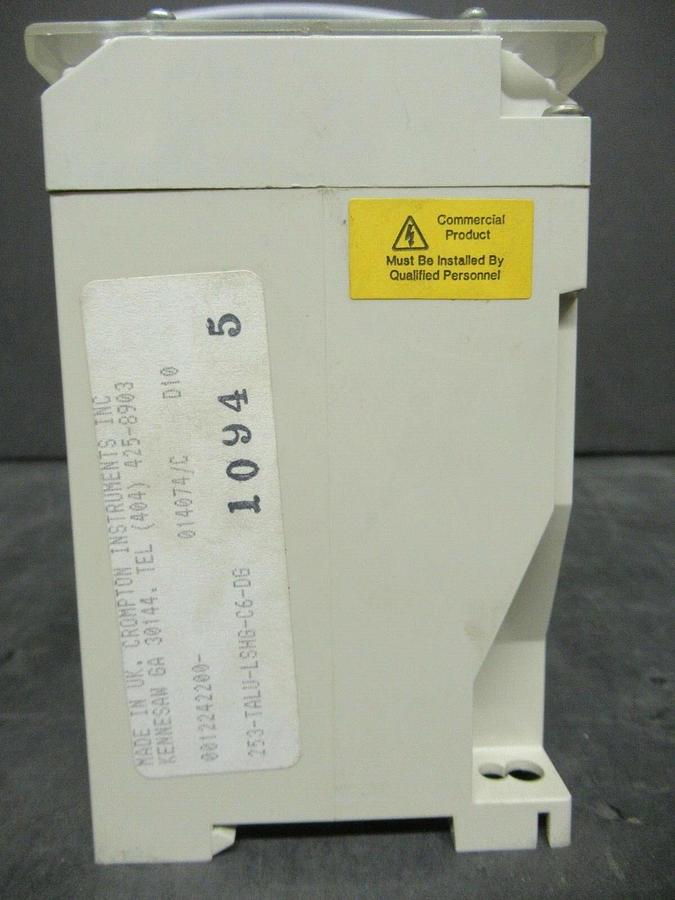 Commercial
Product
Must Be Installed By
Qualified Personnel
MADE IN UK. CROMPTON INSTRUMENTS INC
KENNESAW GA 30144. TEL (404) 425-8903
014074/C D10
0012242200-
253-TALU-LSHG-C6-DG
1094 5